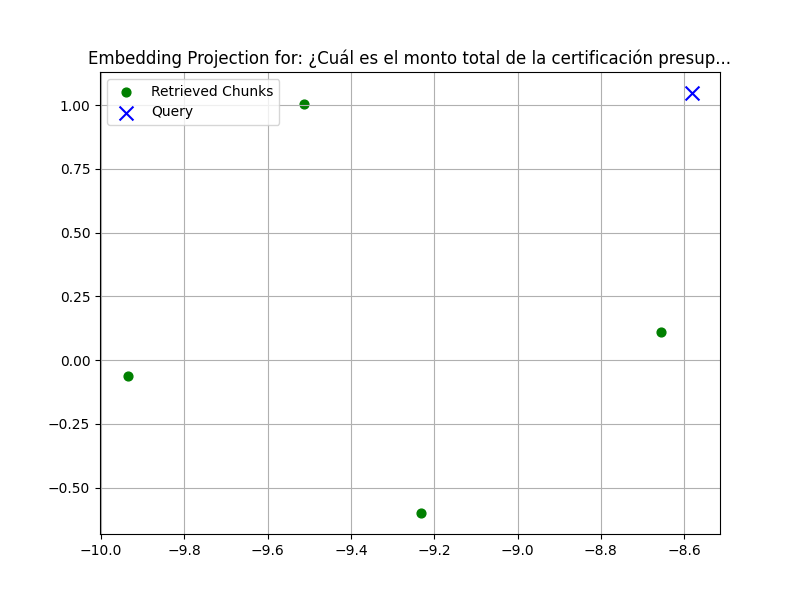 Embedding Projection for: ¿Cuál es el monto total de la certificación presup...
Retrieved Chunks
Query
1.00
0.75
0.50
0.25
0.00
−0.25
−0.50
−10.0 −9.8 −9.6 −9.4 −9.2 −9.0 −8.8 −8.6